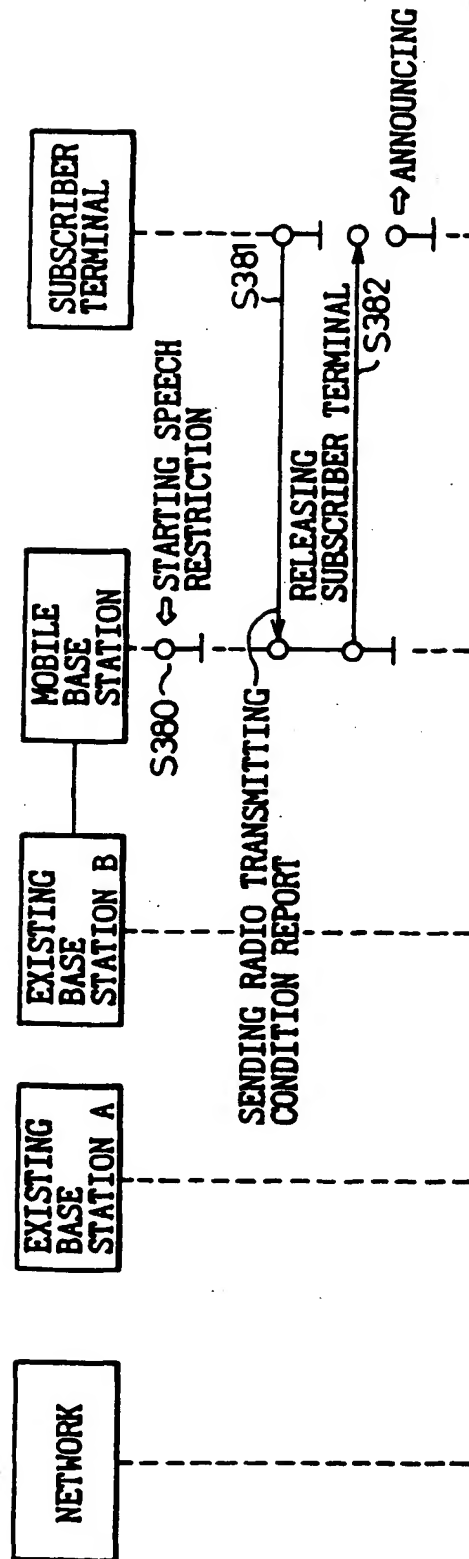 NETWORK
EXISTING
BASE
STATION A
EXISTING
BASE
STATION B
MOBILE
BASE
STATION
SUBSCRIBER
TERMINAL
S380
⇦ STARTING SPEECH
RESTRICTION
SENDING RADIO TRANSMITTING
CONDITION REPORT
S381
RELEASING
SUBSCRIBER TERMINAL
S382
⇨ ANNOUNCING